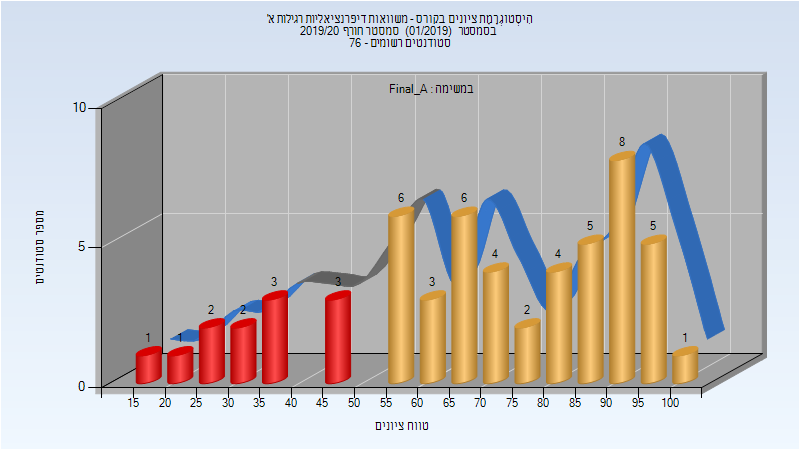 הִיסְטוֹגְרַמַת ציונים בקורס - משוואות דיפרנציאליות רגילות א'
בסמסטר (01/2019) סמסטר חורף 2019/20
סטודנטים רשומים - 76
במשימה : Final_A
מספר סטודנטים
10
5
0
1 1 2 2 3 3 6 3 6 4 2 4 5 8 5 1
15 20 25 30 35 40 45 50 55 60 65 70 75 80 85 90 95 100
טווח ציונים